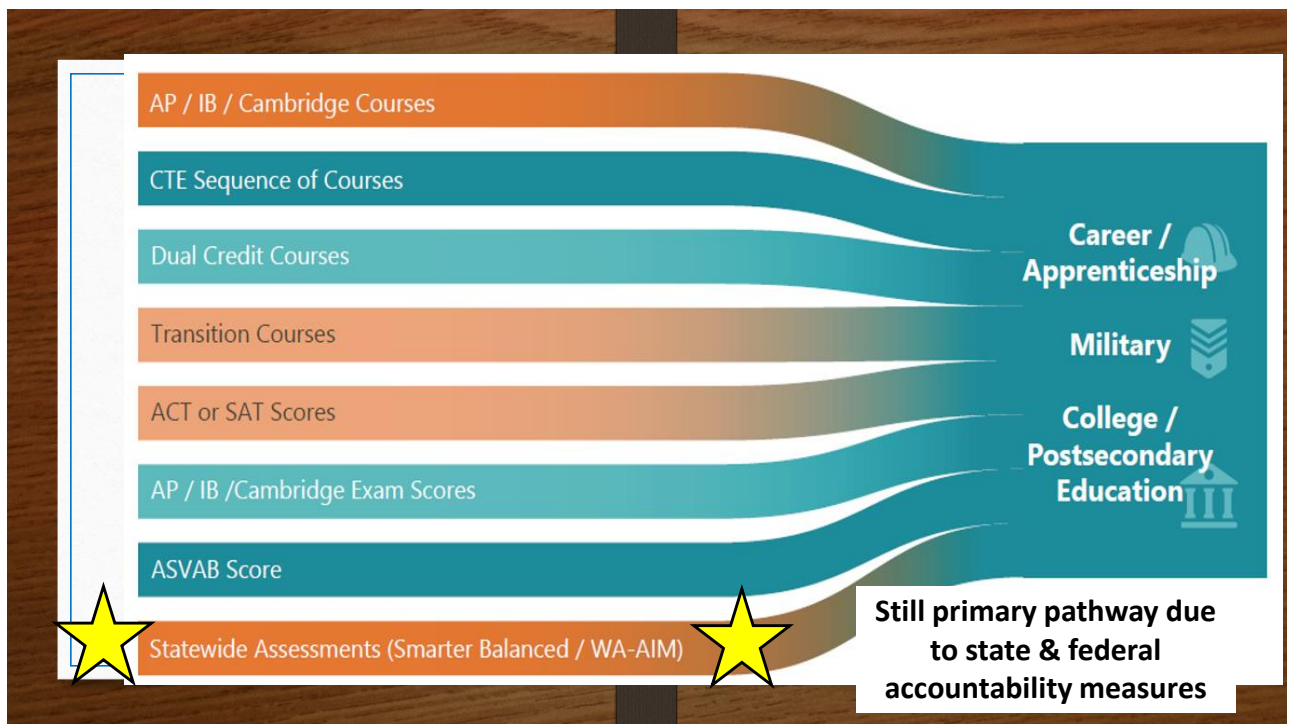 AP / IB / Cambridge Courses
CTE Sequence of Courses
Dual Credit Courses
Transition Courses
ACT or SAT Scores
AP / IB /Cambridge Exam Scores
ASVAB Score
Statewide Assessments (Smarter Balanced / WA-AIM)
Career /
Apprenticeship
Military
College /
Postsecondary
Education
Still primary pathway due
to state & federal
accountability measures